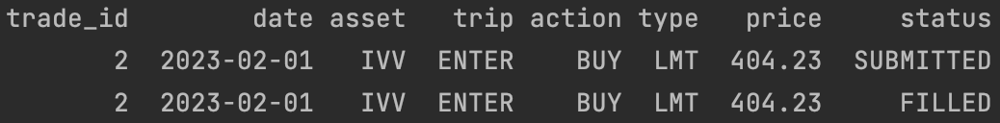 trade_id date asset trip action type price status
2 2023-02-01 IVV ENTER BUY LMT 404.23 SUBMITTED
2 2023-02-01 IVV ENTER BUY LMT 404.23 FILLED